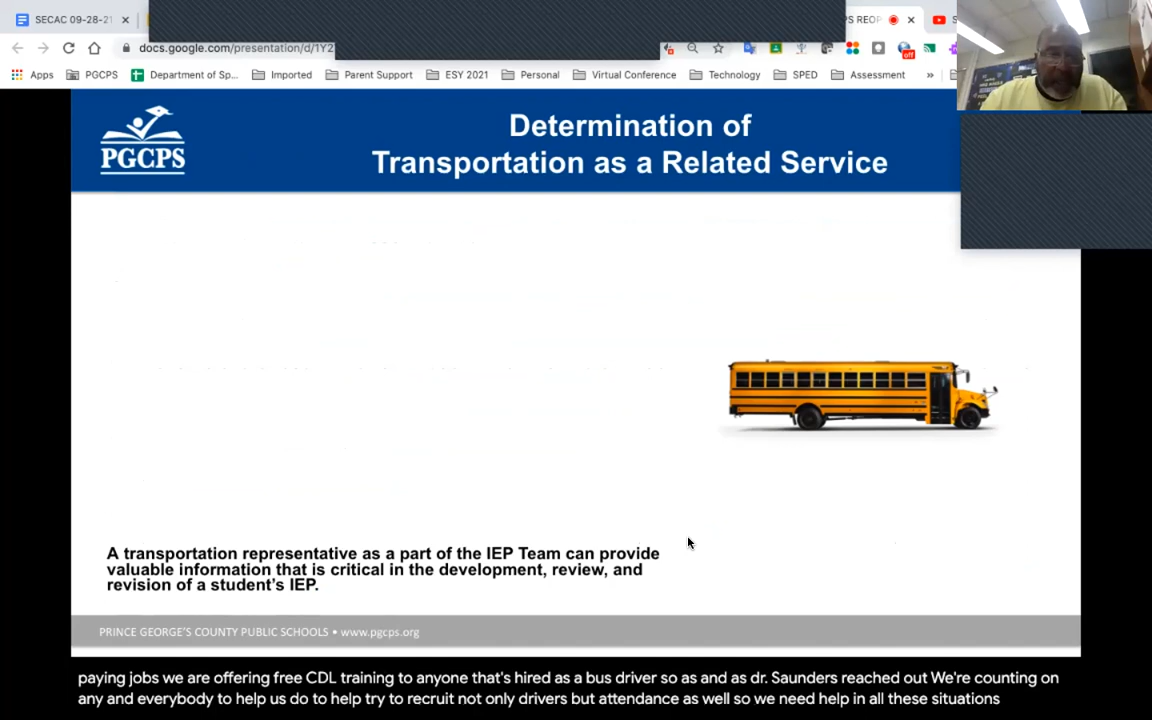 SECAC 09-28-21
PS REOP
S
docs.google.com/presentation/d/1Y2
off
Apps
PGCPS
Department of Sp...
Imported
Parent Support
ESY 2021
Personal
Virtual Conference
Technology
SPED
Assessment
»
PGCPS
Determination of
Transportation as a Related Service
A transportation representative as a part of the IEP Team can provide
valuable information that is critical in the development, review, and
revision of a student's IEP.
PRINCE GEORGE'S COUNTY PUBLIC SCHOOLS • www.pgcps.org
paying jobs we are offering free CDL training to anyone that's hired as a bus driver so as and as dr. Saunders reached out We're counting on
any and everybody to help us do to help try to recruit not only drivers but attendance as well so we need help in all these situations